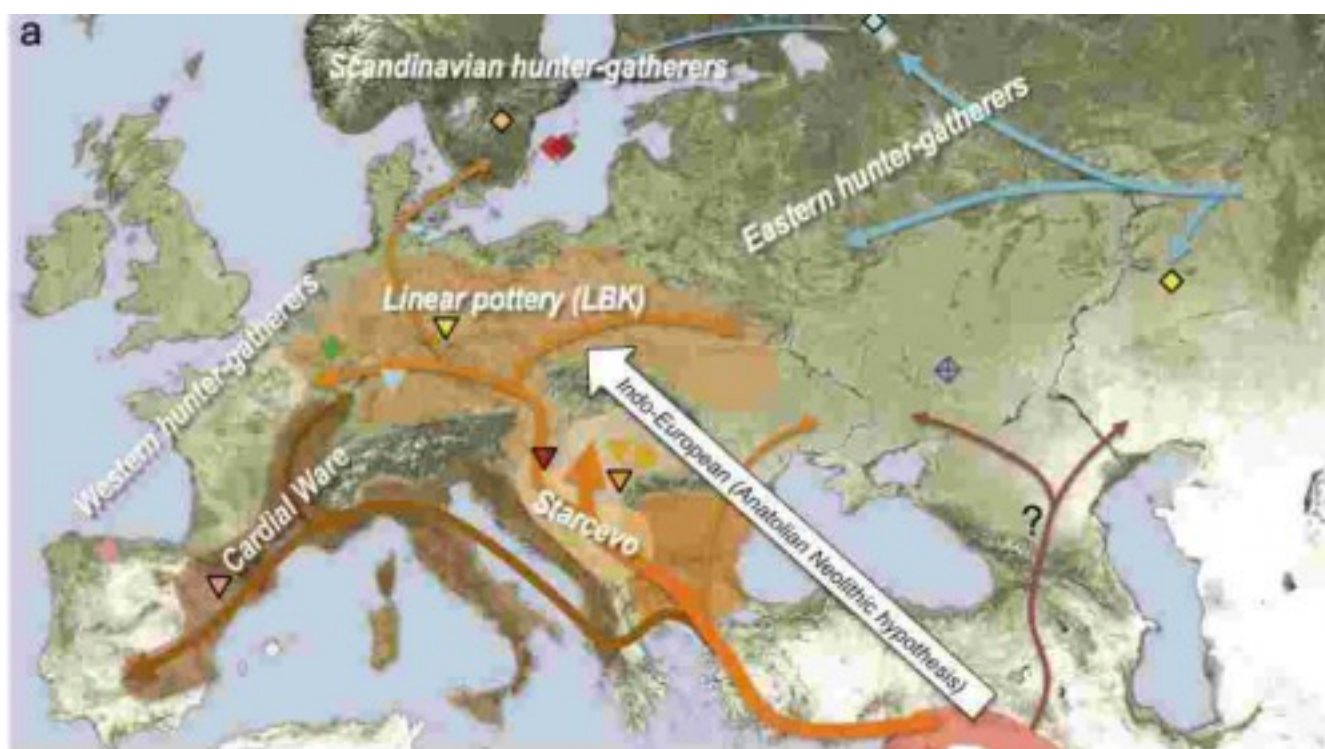 a
Scandinavian hunter-gatherers
Eastern hunter-gatherers
Linear pottery (LBK)
Western hunter-gatherers
Indo-European (Anatolian Neolithic hypothesis)
Cardial Ware
Starcevo
?